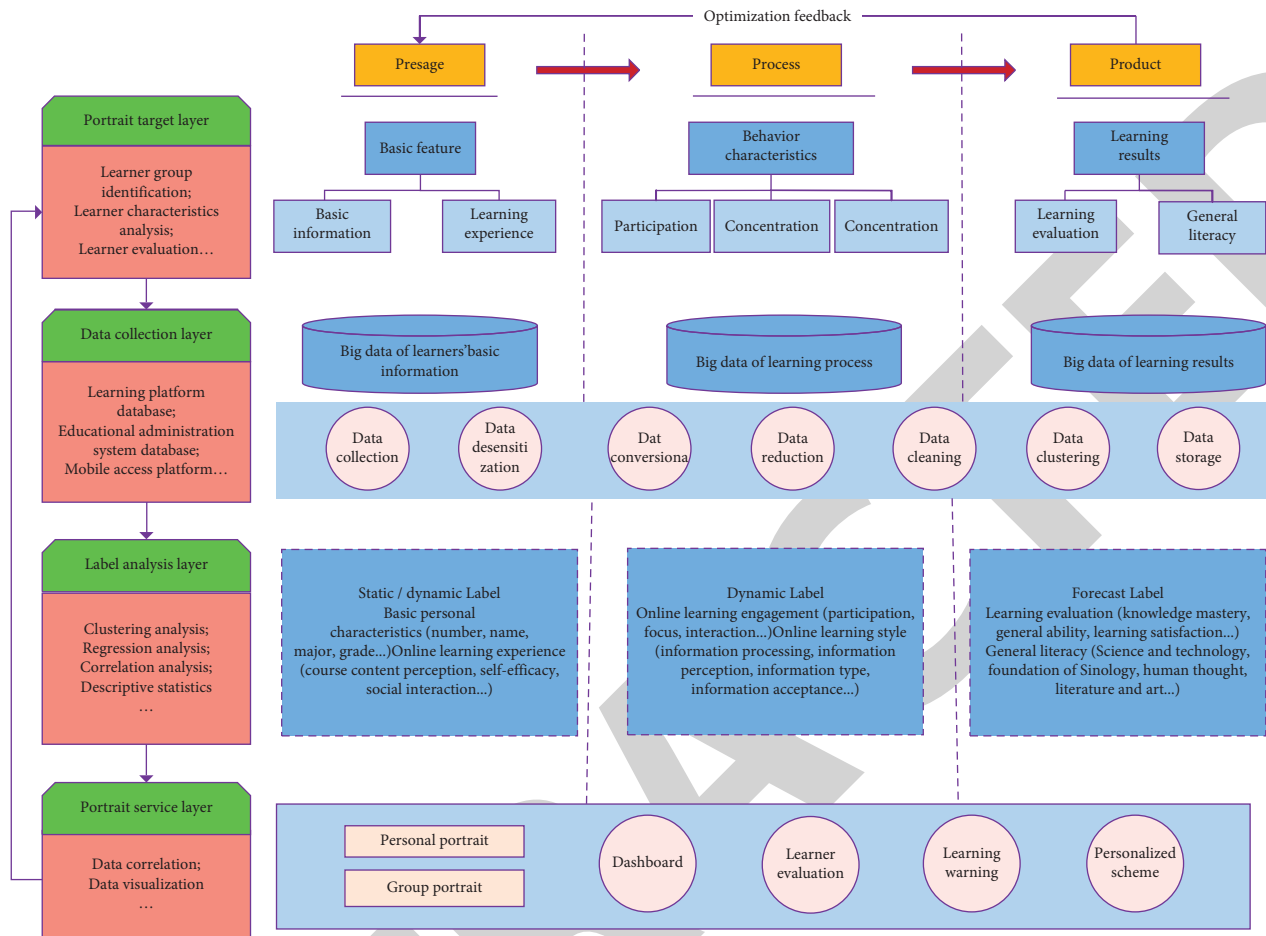 Optimization feedback
Presage
Process
Product
Portrait target layer
Learner group
identification;
Learner characteristics
analysis;
Learner evaluation…
Basic feature
Behavior
characteristics
Learning
results
Basic
information
Learning
experience
Participation
Concentration
Concentration
Learning
evaluation
General
literacy
Data collection layer
Learning platform
database;
Educational administration
system database;
Mobile access platform…
Big data of learners'basic
information
Big data of learning process
Big data of learning results
Data
collection
Data
desensiti
zation
Dat
conversiona
Data
reduction
Data
cleaning
Data
clustering
Data
storage
Label analysis layer
Clustering analysis;
Regression analysis;
Correlation analysis;
Descriptive statistics
…
Static / dynamic Label
Basic personal
characteristics (number, name,
major, grade...)Online learning experience
(course content perception, self-efficacy,
social interaction...)
Dynamic Label
Online learning engagement (participation,
focus, interaction...)Online learning style
(information processing, information
perception, information type,
information acceptance...)
Forecast Label
Learning evaluation (knowledge mastery,
general ability, learning satisfaction...)
General literacy (Science and technology,
foundation of Sinology, human thought,
literature and art...)
Portrait service layer
Data correlation;
Data visualization
…
Personal portrait
Group portrait
Dashboard
Learner
evaluation
Learning
warning
Personalized
scheme